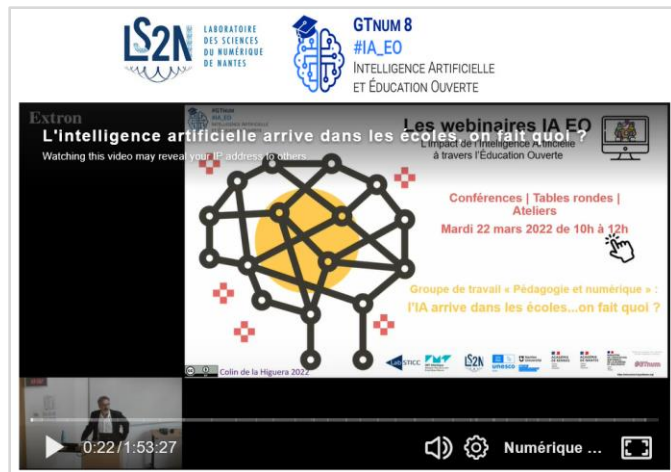 LS2N
LABORATOIRE
DES SCIENCES
DU NUMÉRIQUE
DE NANTES
GTNUM 8
#IA_EO
INTELLIGENCE ARTIFICIELLE
ET ÉDUCATION OUVERTE
Extron
L'intelligence artificielle arrive dans les écoles, on fait quoi ?
Watching this video may reveal your IP address to others.
#GTnum
#IA_EO
Les webinaires IA EO
L'impact de l'Intelligence Artificielle
à travers l'Éducation Ouverte
Conférences | Tables rondes |
Ateliers
Mardi 22 mars 2022 de 10h à 12h
Groupe de travail « Pédagogie et numérique » :
l'IA arrive dans les écoles...on fait quoi ?
Colin de la Higuera 2022
STICC
LS2N
unesco
#GTnum
0:22/1:53:27
Numérique ...